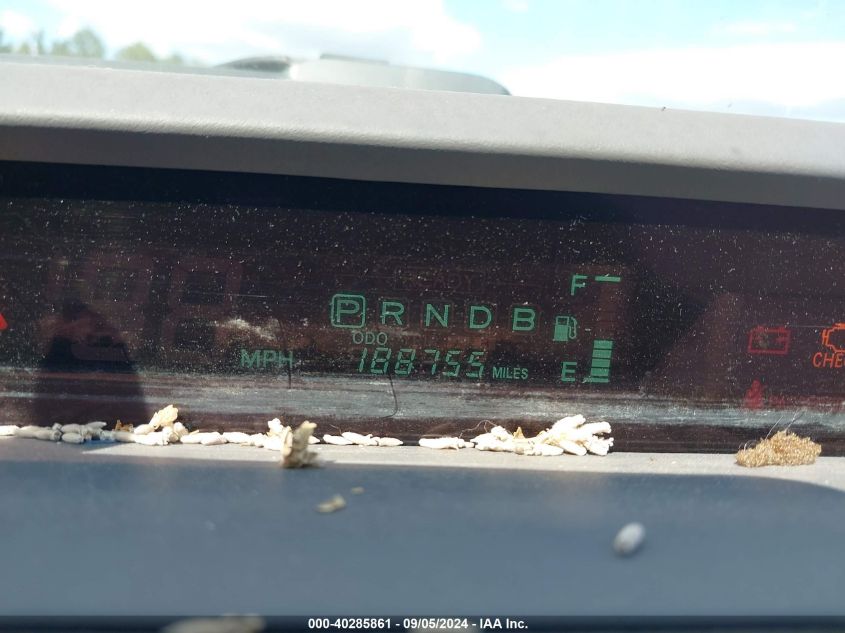 F
P R N D B
ODO
MPH 188755 MILES E
CHE
000-40285861 - 09/05/2024 - IAA Inc.